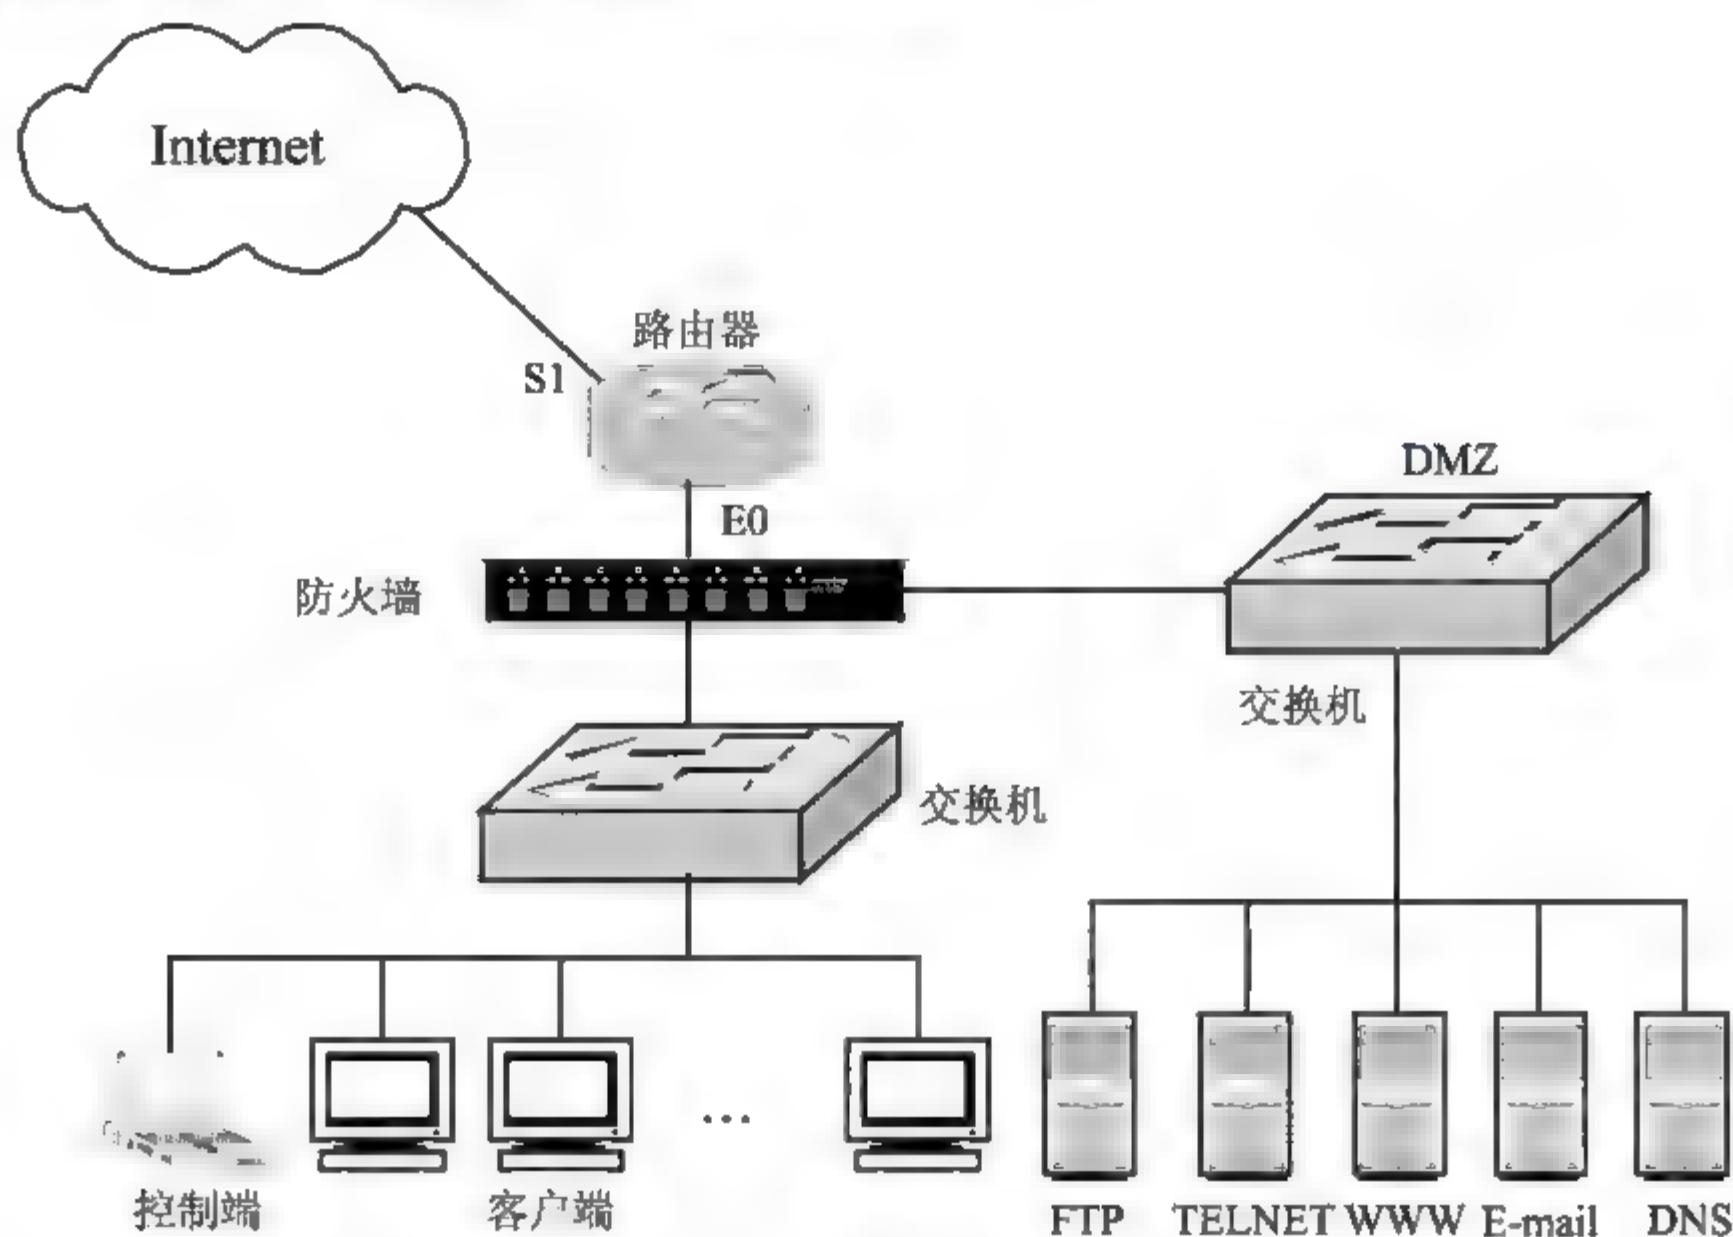 Internet
路由器
S1
DMZ
E0
防火墙
交换机
交换机
...
控制端
客户端
FTP
TELNET
WWW
E-mail
DNS